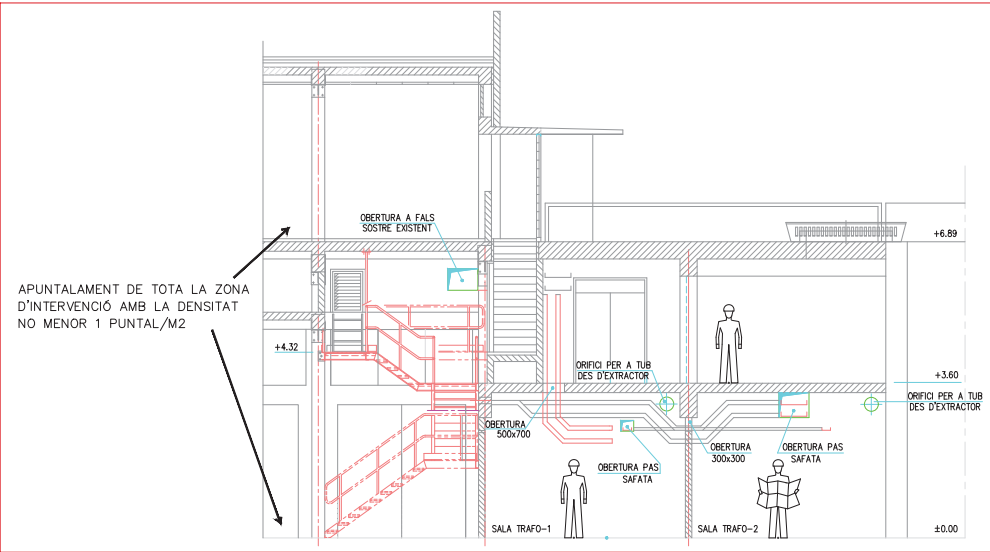 OBERTURA A FALS
SOSTRE EXISTENT
+6.89
APUNTALAMENT DE TOTA LA ZONA
D'INTERVENCIÓ AMB LA DENSITAT
NO MENOR 1 PUNTAL/M2
+4.32
ORIFICI PER A TUB
DES D'EXTRACTOR
+3.60
ORIFICI PER A TUB
DES D'EXTRACTOR
OBERTURA
500x700
OBERTURA
300x300
OBERTURA PAS
SAFATA
OBERTURA PAS
SAFATA
SALA TRAFO-1
SALA TRAFO-2
±0.00